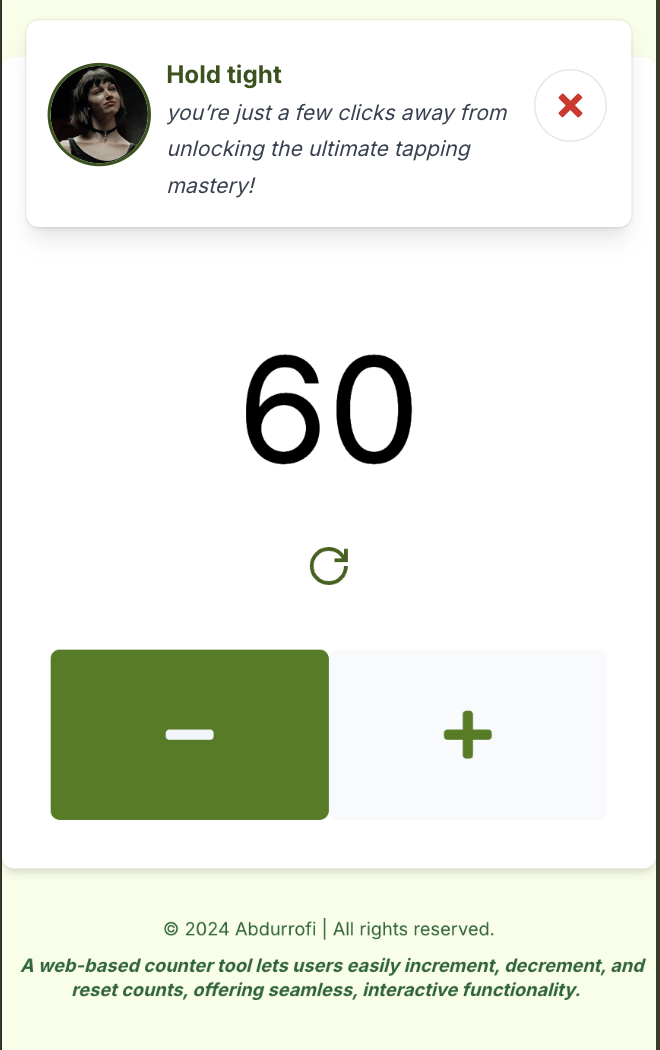 Hold tight
you’re just a few clicks away from
unlocking the ultimate tapping
mastery!
60
© 2024 Abdurrofi | All rights reserved.
A web-based counter tool lets users easily increment, decrement, and
reset counts, offering seamless, interactive functionality.